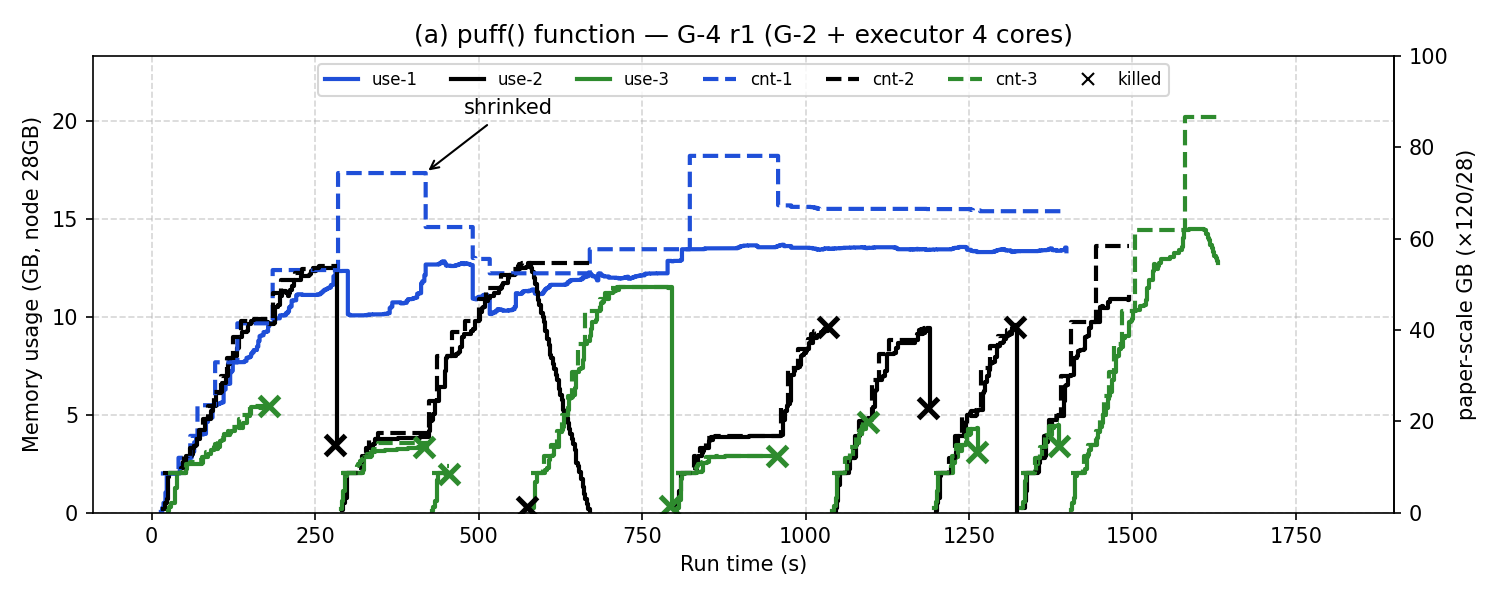 (a) puff() function — G-4 r1 (G-2 + executor 4 cores)
use-1 use-2 use-3 cnt-1 cnt-2 cnt-3 killed
shrinked
Memory usage (GB, node 28GB)
20
15
10
5
0
100
80
60
40
20
0
paper-scale GB (×120/28)
0 250 500 750 1000 1250 1500 1750
Run time (s)